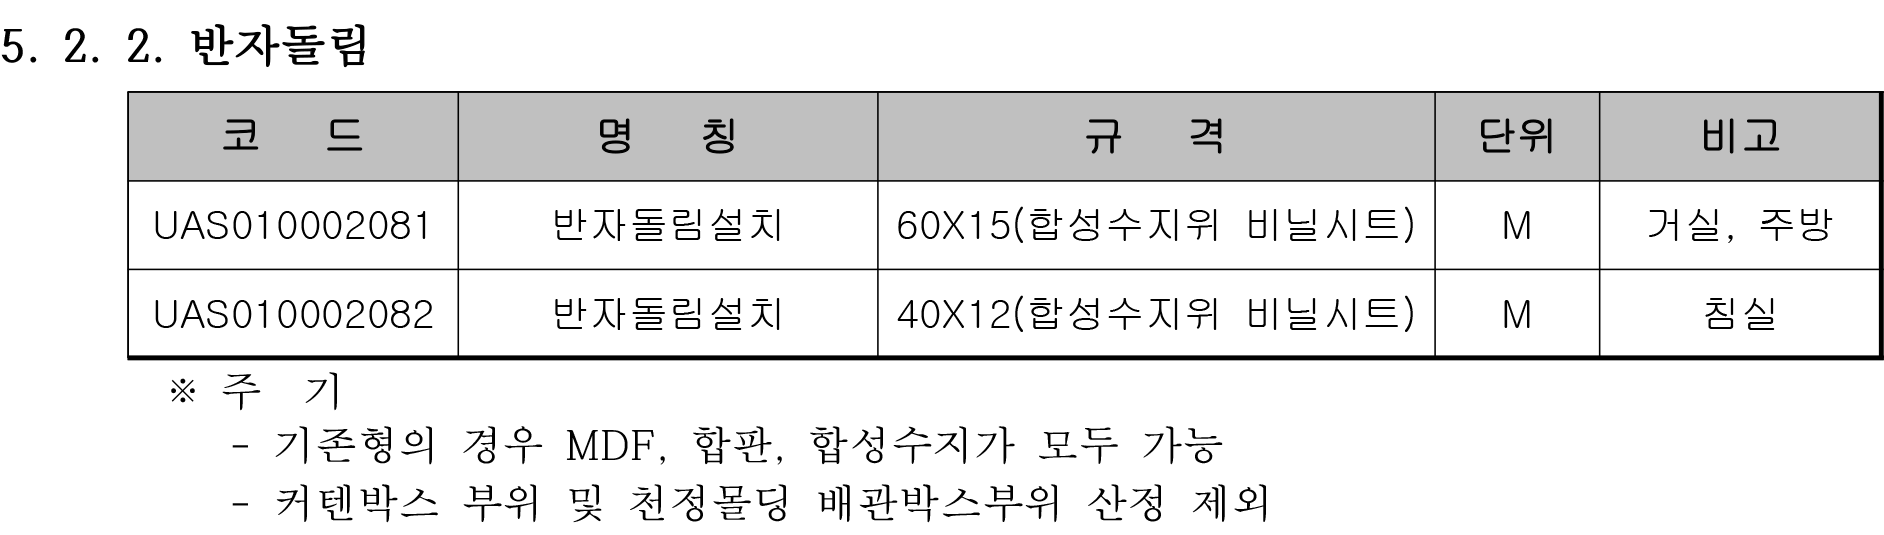 5. 2. 2. 반자돌림
코 드 명 칭 규 격 단위 비고
UAS010002081 반자돌림설치 60X15(합성수지위 비닐시트) M 거실, 주방
UAS010002082 반자돌림설치 40X12(합성수지위 비닐시트) M 침실
※ 주 기
- 기존형의 경우 MDF, 합판, 합성수지가 모두 가능
- 커텐박스 부위 및 천정몰딩 배관박스부위 산정 제외